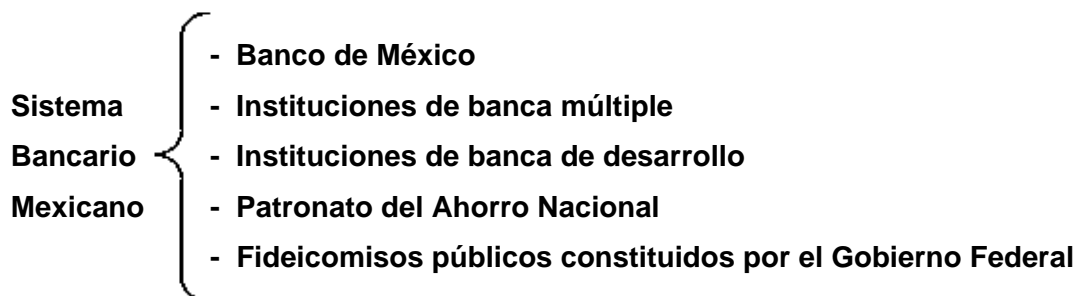 - Banco de México
Sistema - Instituciones de banca múltiple
Bancario - Instituciones de banca de desarrollo
Mexicano - Patronato del Ahorro Nacional
- Fideicomisos públicos constituidos por el Gobierno Federal